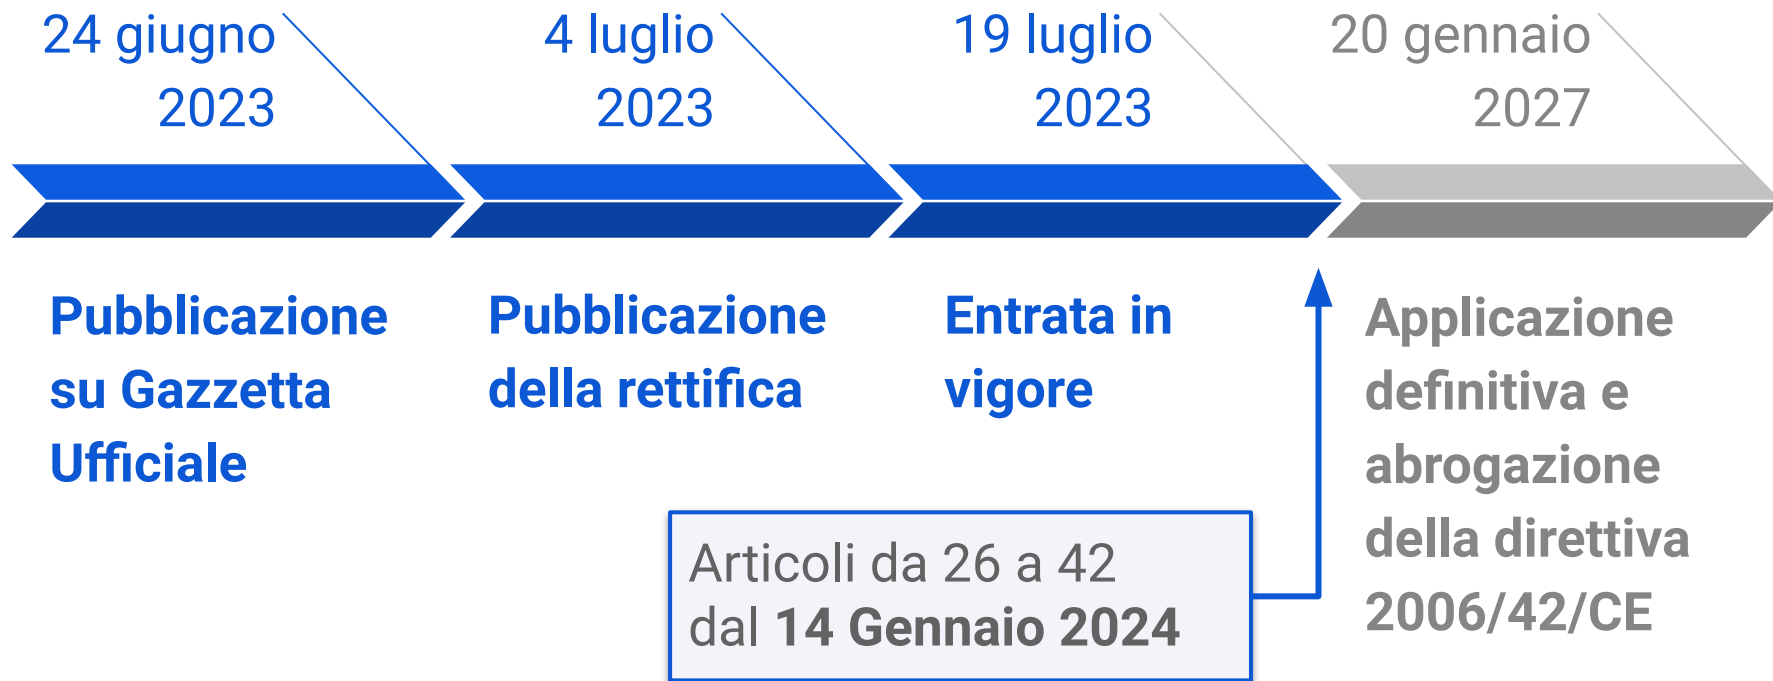 24 giugno
2023
4 luglio
2023
19 luglio
2023
20 gennaio
2027
Pubblicazione
su Gazzetta
Ufficiale
Pubblicazione
della rettifica
Entrata in
vigore
Applicazione
definitiva e
abrogazione
della direttiva
2006/42/CE
Articoli da 26 a 42
dal 14 Gennaio 2024